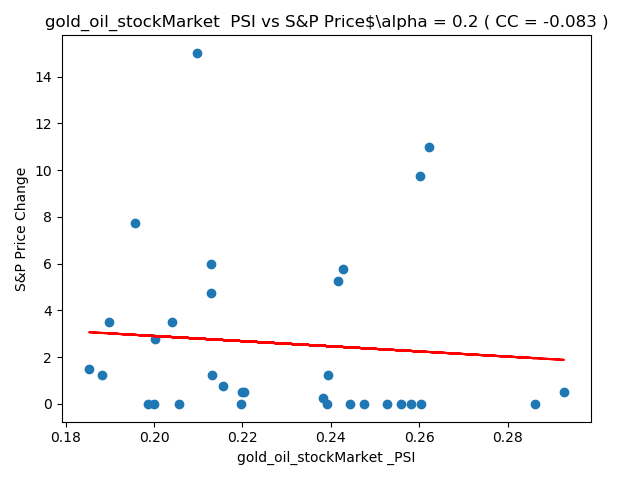 gold_oil_stockMarket  PSI vs S&P Price$\alpha = 0.2 ( CC = -0.083 )
S&P Price Change
14
12
10
8
6
4
2
0
0.18 0.20 0.22 0.24 0.26 0.28
gold_oil_stockMarket _PSI